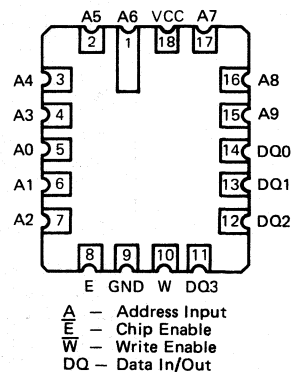 A5 A6 VCC A7
2 1 18 17
A4 3 16 A8
A3 4 15 A9
A0 5 14 DQ0
A1 6 13 DQ1
A2 7 12 DQ2
8 9 10 11
E GND W DQ3
A — Address Input
E̅ — Chip Enable
W̅ — Write Enable
DQ — Data In/Out